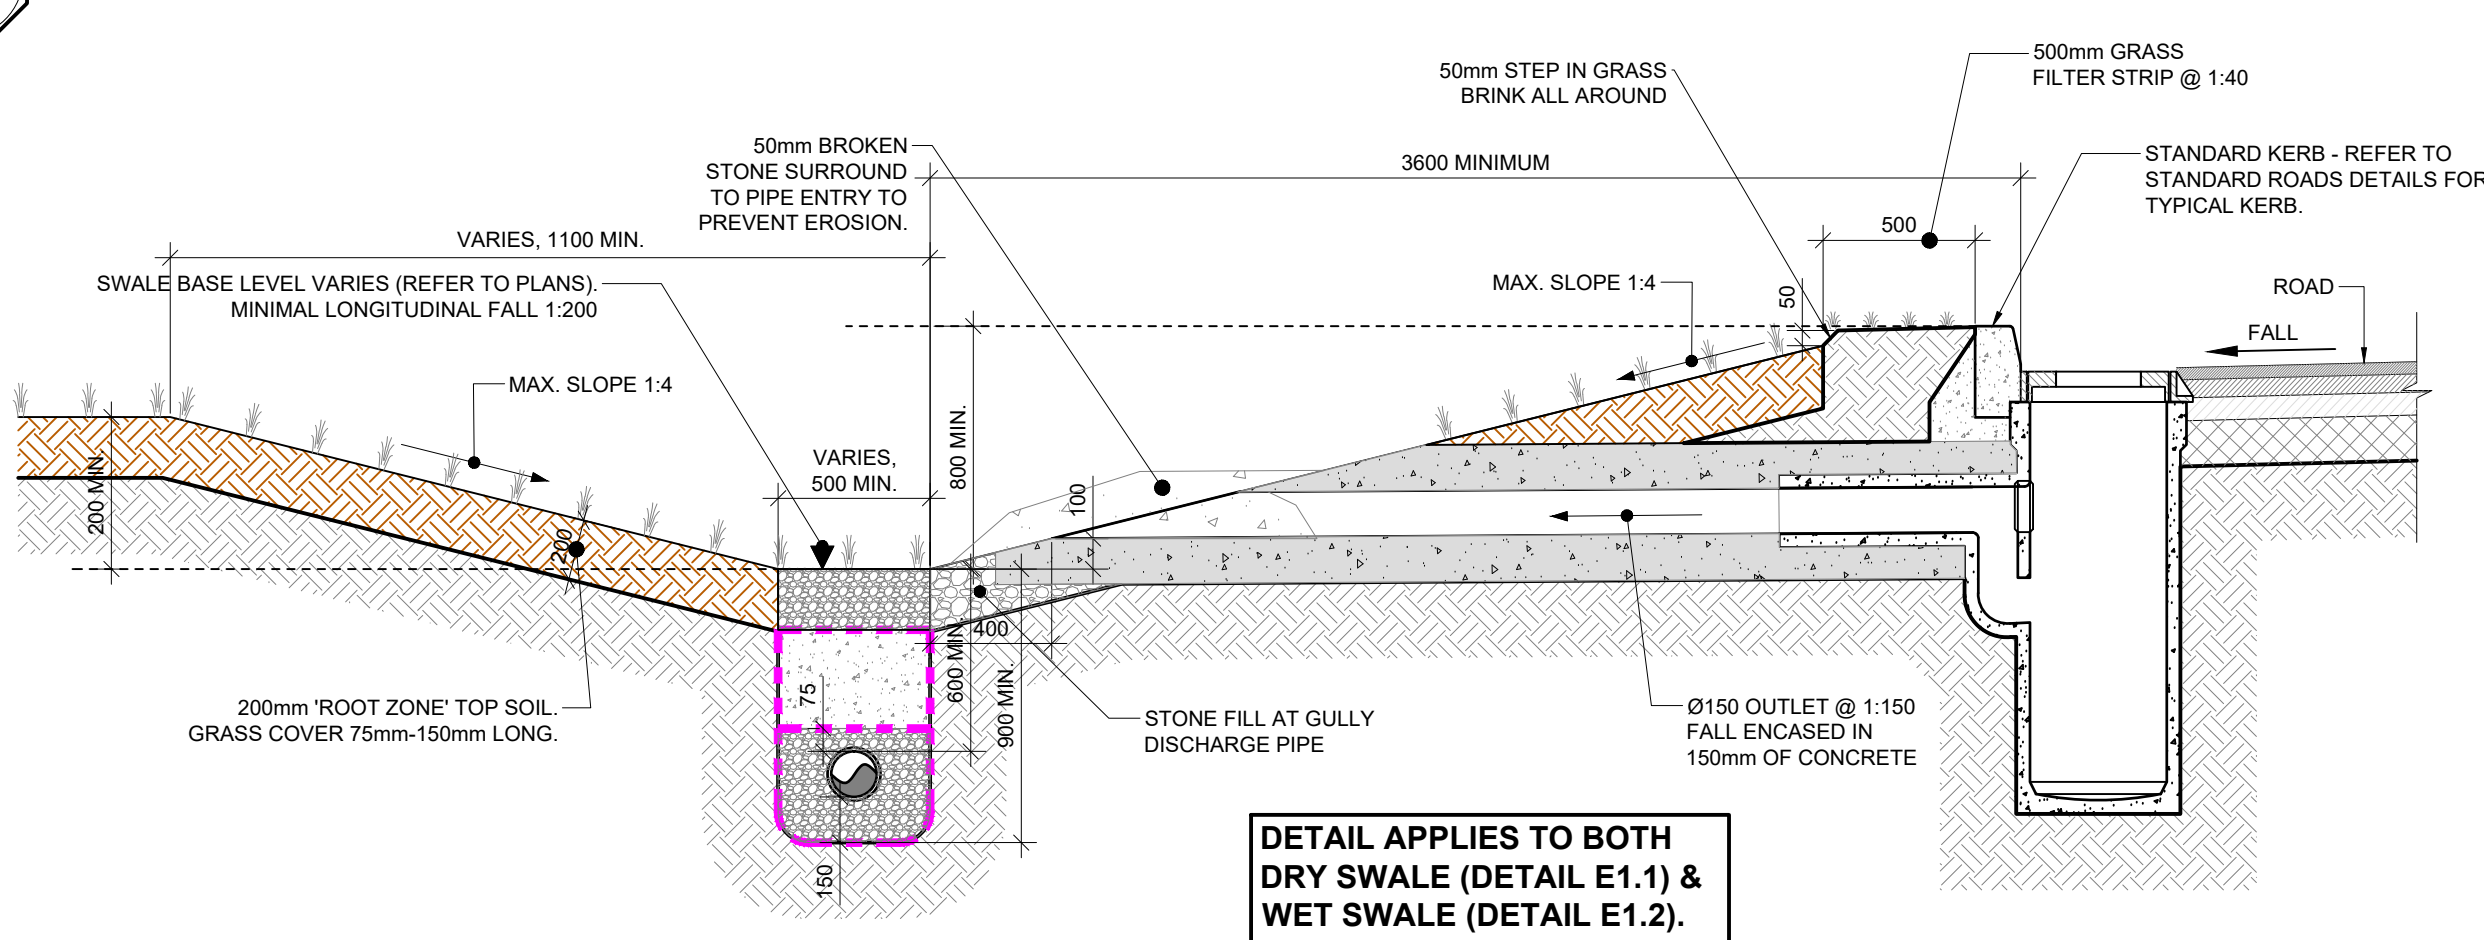 50mm STEP IN GRASS
BRINK ALL AROUND
500mm GRASS
FILTER STRIP @ 1:40
50mm BROKEN
STONE SURROUND
TO PIPE ENTRY TO
PREVENT EROSION.
3600 MINIMUM
STANDARD KERB - REFER TO
STANDARD ROADS DETAILS FOR
TYPICAL KERB.
VARIES, 1100 MIN.
500
SWALE BASE LEVEL VARIES (REFER TO PLANS).
MINIMAL LONGITUDINAL FALL 1:200
MAX. SLOPE 1:4
50
ROAD
FALL
MAX. SLOPE 1:4
800 MIN.
VARIES,
500 MIN.
200 MIN
100
200
400
600 MIN.
900 MIN.
75
200mm 'ROOT ZONE' TOP SOIL.
GRASS COVER 75mm-150mm LONG.
STONE FILL AT GULLY
DISCHARGE PIPE
Ø150 OUTLET @ 1:150
FALL ENCASED IN
150mm OF CONCRETE
150
DETAIL APPLIES TO BOTH
DRY SWALE (DETAIL E1.1) &
WET SWALE (DETAIL E1.2).